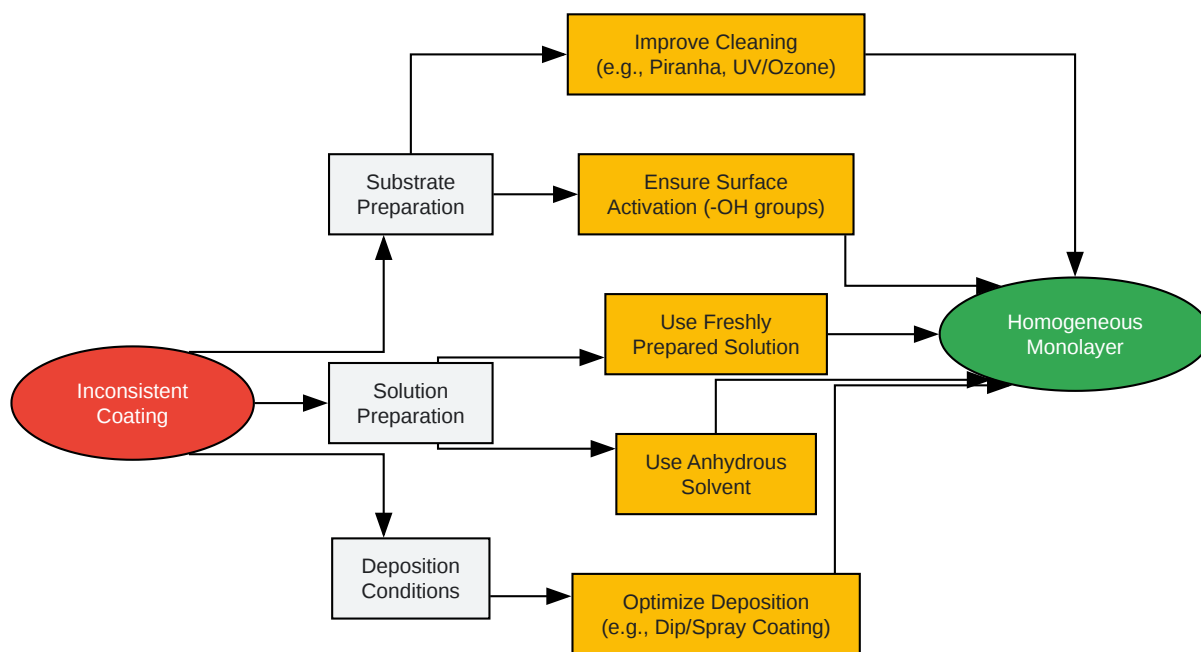 Improve Cleaning
(e.g., Piranha, UV/Ozone)
Substrate
Preparation
Ensure Surface
Activation (-OH groups)
Use Freshly
Prepared Solution
Homogeneous
Monolayer
Inconsistent
Coating
Solution
Preparation
Use Anhydrous
Solvent
Deposition
Conditions
Optimize Deposition
(e.g., Dip/Spray Coating)